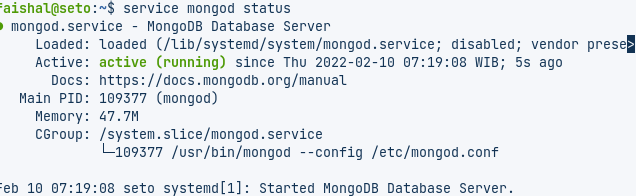 faishal@seto:~$ service mongod status
● mongod.service - MongoDB Database Server
Loaded: loaded (/lib/systemd/system/mongod.service; disabled; vendor prese>
Active: active (running) since Thu 2022-02-10 07:19:08 WIB; 5s ago
Docs: https://docs.mongodb.org/manual
Main PID: 109377 (mongod)
Memory: 47.7M
CGroup: /system.slice/mongod.service
└─109377 /usr/bin/mongod --config /etc/mongod.conf
Feb 10 07:19:08 seto systemd[1]: Started MongoDB Database Server.